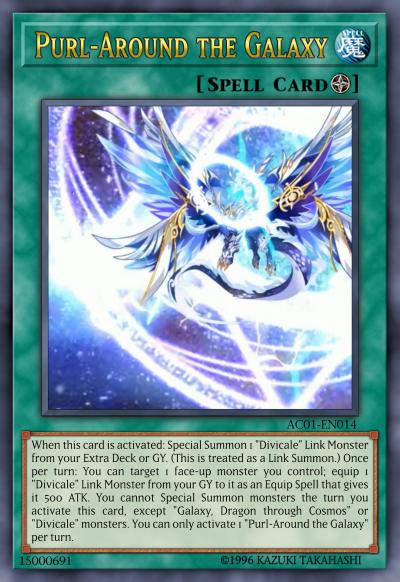 PURL-AROUND THE GALAXY
SPELL
魔
[SPELL CARD]
AC01-EN014
When this card is activated: Special Summon 1 "Divicale" Link Monster
from your Extra Deck or GY. (This is treated as a Link Summon.) Once
per turn: You can target 1 face-up monster you control; equip 1
"Divicale" Link Monster from your GY to it as an Equip Spell that gives
it 500 ATK. You cannot Special Summon monsters the turn you
activate this card, except "Galaxy, Dragon through Cosmos" or
"Divicale" monsters. You can only activate 1 "Purl-Around the Galaxy"
per turn.
15000691
©1996 KAZUKI TAKAHASHI